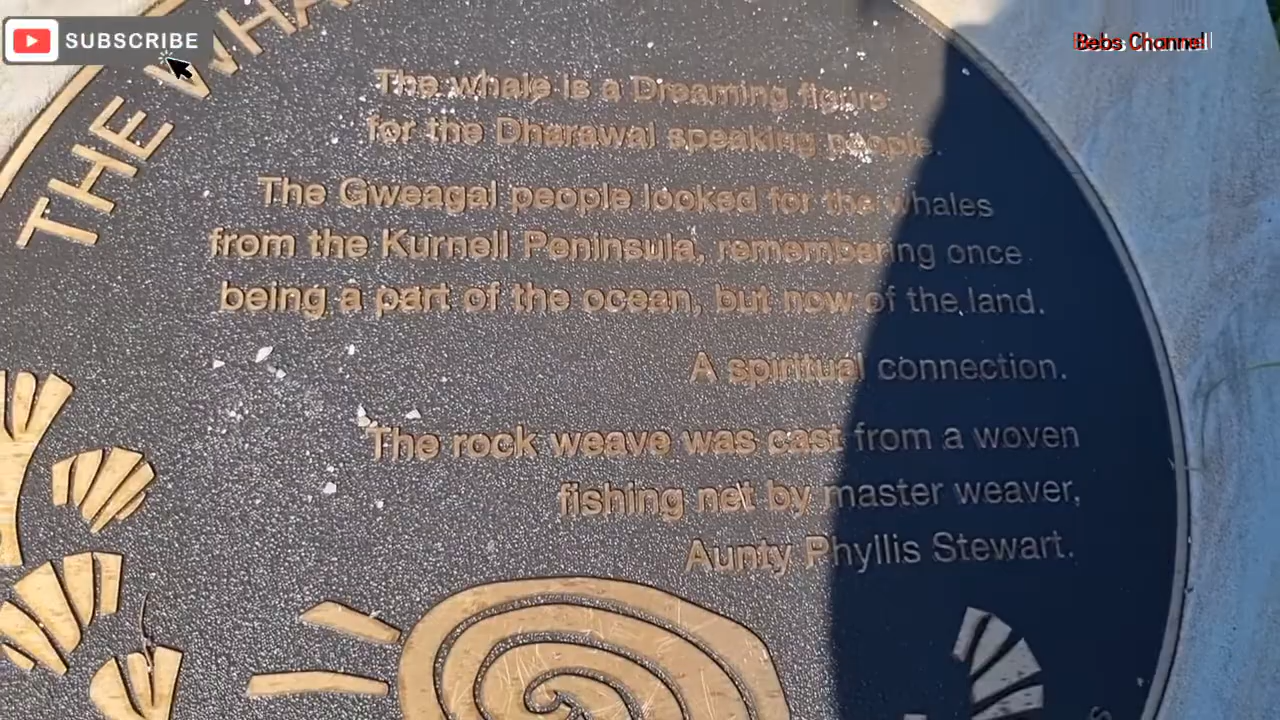 SUBSCRIBE
Bebs Channel
THE WHA
The whale is a Dreaming figure
for the Dharawal speaking people.
The Gweagal people looked for the whales
from the Kurnell Peninsula, remembering once
being a part of the ocean, but now of the land.
A spiritual connection.
The rock weave was cast from a woven
fishing net by master weaver,
Aunty Phyllis Stewart.